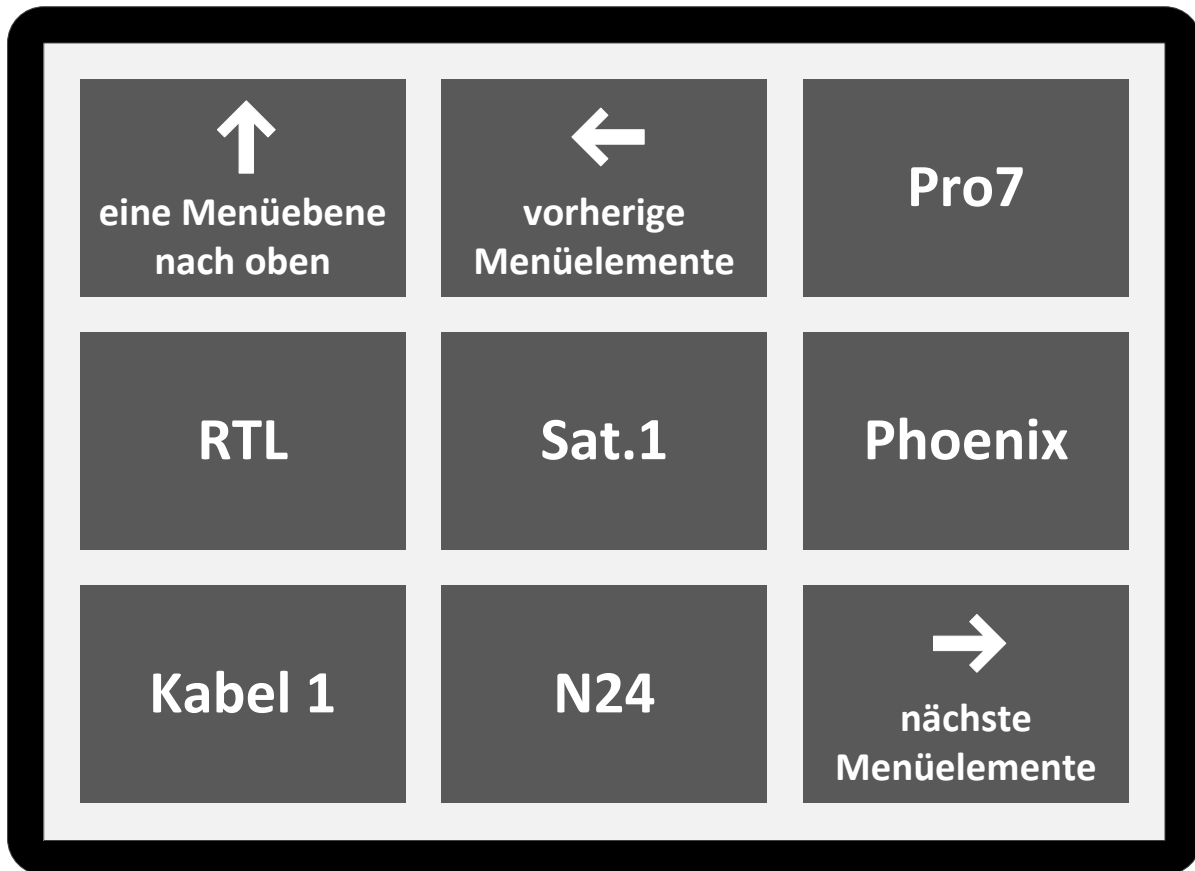 eine Menüebene
nach oben
vorherige
Menüelemente
Pro7
RTL
Sat.1
Phoenix
Kabel 1
N24
nächste
Menüelemente